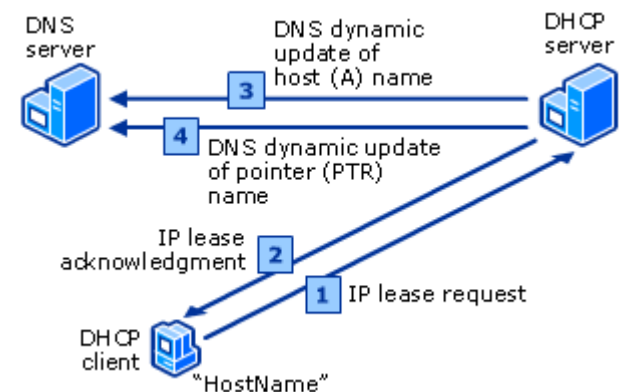 DNS
server
DNS dynamic
update of
host (A) name
DHCP
server
3
4
DNS dynamic update
of pointer (PTR)
name
IP lease
acknowledgment
2
1
IP lease request
DHCP
client
"HostName"